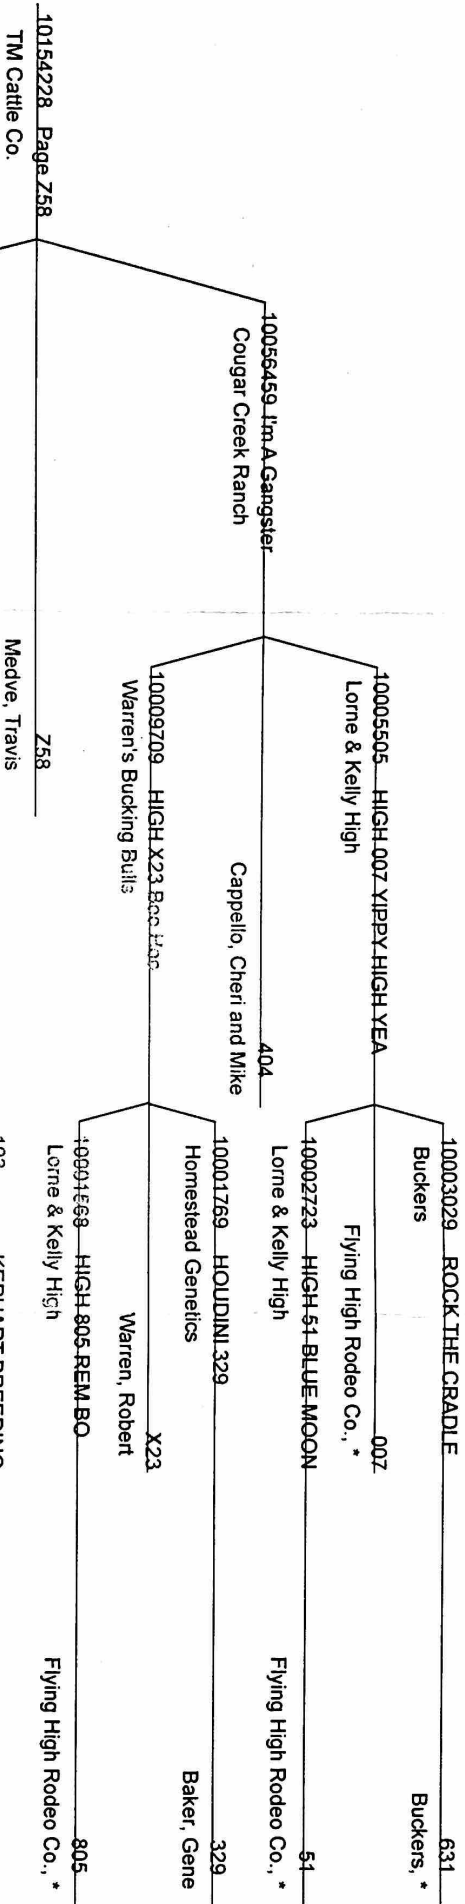 10154228 Page Z58
TM Cattle Co.
Z58
Medve, Travis
10056459 I'm A Gangster
Cougar Creek Ranch
404
Cappello, Cheri and Mike
10005505 HIGH 007 YIPPY HIGH YEA
Lorne & Kelly High
007
Flying High Rodeo Co., *
10009709 HIGH X23
Warren's Bucking Bulls
X23
Warren, Robert
10003029 ROCK THE CRADLE
Buckers
631
Buckers, *
10002723 HIGH 51 BLUE MOON
Lorne & Kelly High
51
Flying High Rodeo Co., *
10001769 HOUDINI 329
Homestead Genetics
329
Baker, Gene
HIGH 805 REM BO
Lorne & Kelly High
805
Flying High Rodeo Co., *